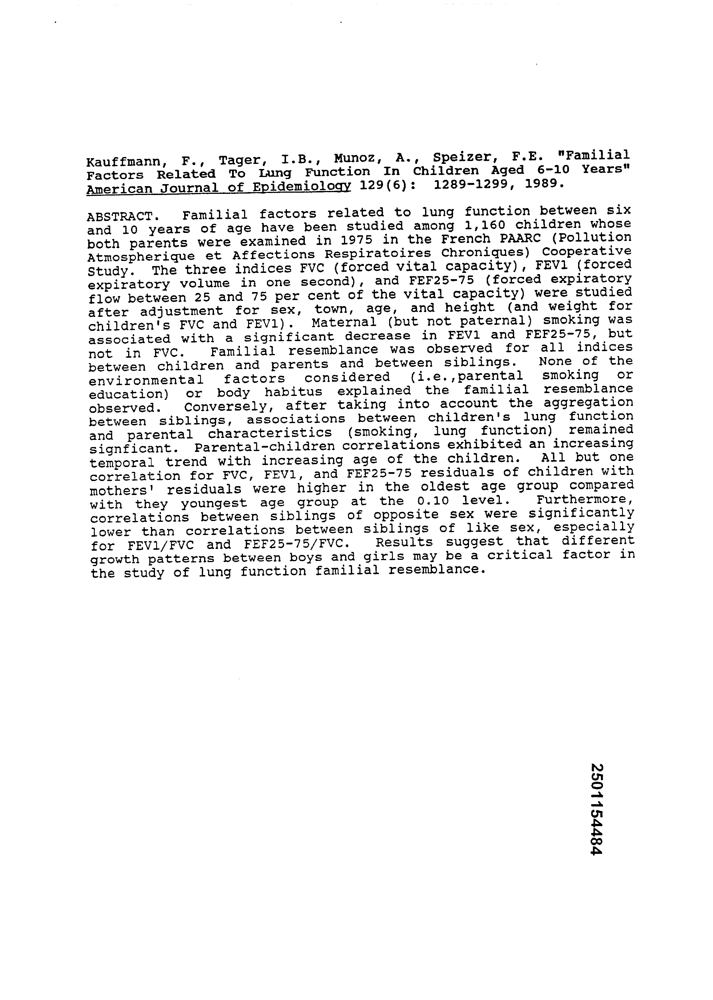 Kauffmann, F., Tager, I.B., Munoz, A., Speizer, F.E. "Familial
Factors Related To Lung Function In Children Aged 6-10 Years"
American Journal of Epidemiology 129(6): 1289-1299, 1989.
ABSTRACT. Familial factors related to lung function between six
and 10 years of age have been studied among 1,160 children whose
both parents were examined in 1975 in the French PAARC (Pollution
Atmospherique et Affections Respiratoires Chroniques) Cooperative
Study. The three indices FVC (forced vital capacity), FEV1 (forced
expiratory volume in one second), and FEF25-75 (forced expiratory
flow between 25 and 75 per cent of the vital capacity) were studied
after adjustment for sex, town, age, and height (and weight for
children's FVC and FEV1). Maternal (but not paternal) smoking was
associated with a significant decrease in FEV1 and FEF25-75, but
not in FVC. Familial resemblance was observed for all indices
between children and parents and between siblings. None of the
environmental factors considered (i.e.,parental smoking or
education) or body habitus explained the familial resemblance
observed. Conversely, after taking into account the aggregation
between siblings, associations between children's lung function
and parental characteristics (smoking, lung function) remained
signficant. Parental-children correlations exhibited an increasing
temporal trend with increasing age of the children. All but one
correlation for FVC, FEV1, and FEF25-75 residuals of children with
mothers' residuals were higher in the oldest age group compared
with they youngest age group at the 0.10 level. Furthermore,
correlations between siblings of opposite sex were significantly
lower than correlations between siblings of like sex, especially
for FEV1/FVC and FEF25-75/FVC. Results suggest that different
growth patterns between boys and girls may be a critical factor in
the study of lung function familial resemblance.
2501154484